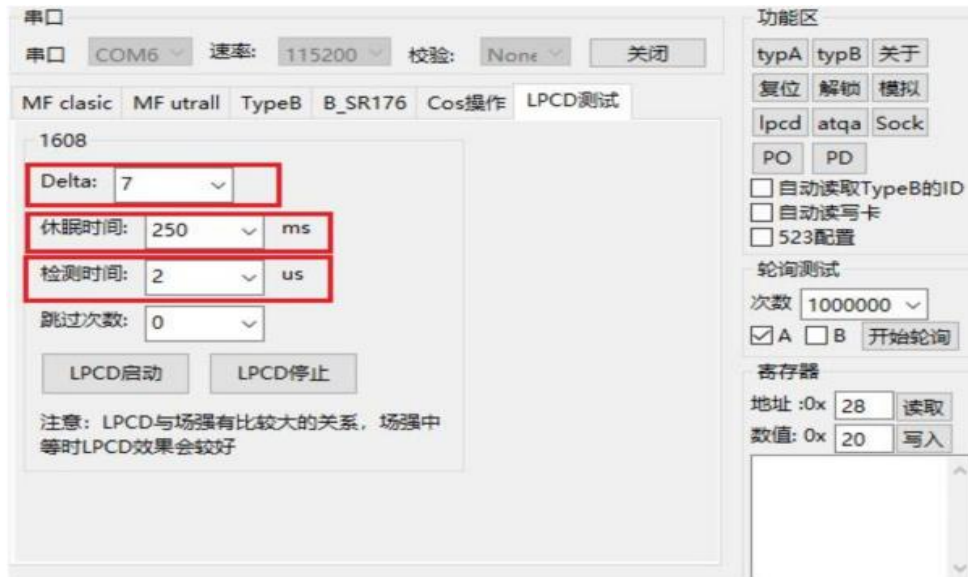 串口
串口 COM6 速率: 115200 校验: None 关闭
MF clasic MF utrall TypeB B_SR176 Cos操作 LPCD测试
1608
Delta: 7
休眠时间: 250 ms
检测时间: 2 us
跳过次数: 0
LPCD启动 LPCD停止
注意：LPCD与场强有比较大的关系，场强中
等时LPCD效果会较好
功能区
typA typB 关于
复位 解锁 模拟
lpcd atqa Sock
PO PD
自动读取TypeB的ID
自动读写卡
523配置
轮询测试
次数 1000000
A B 开始轮询
寄存器
地址 :0x 28 读取
数值: 0x 20 写入